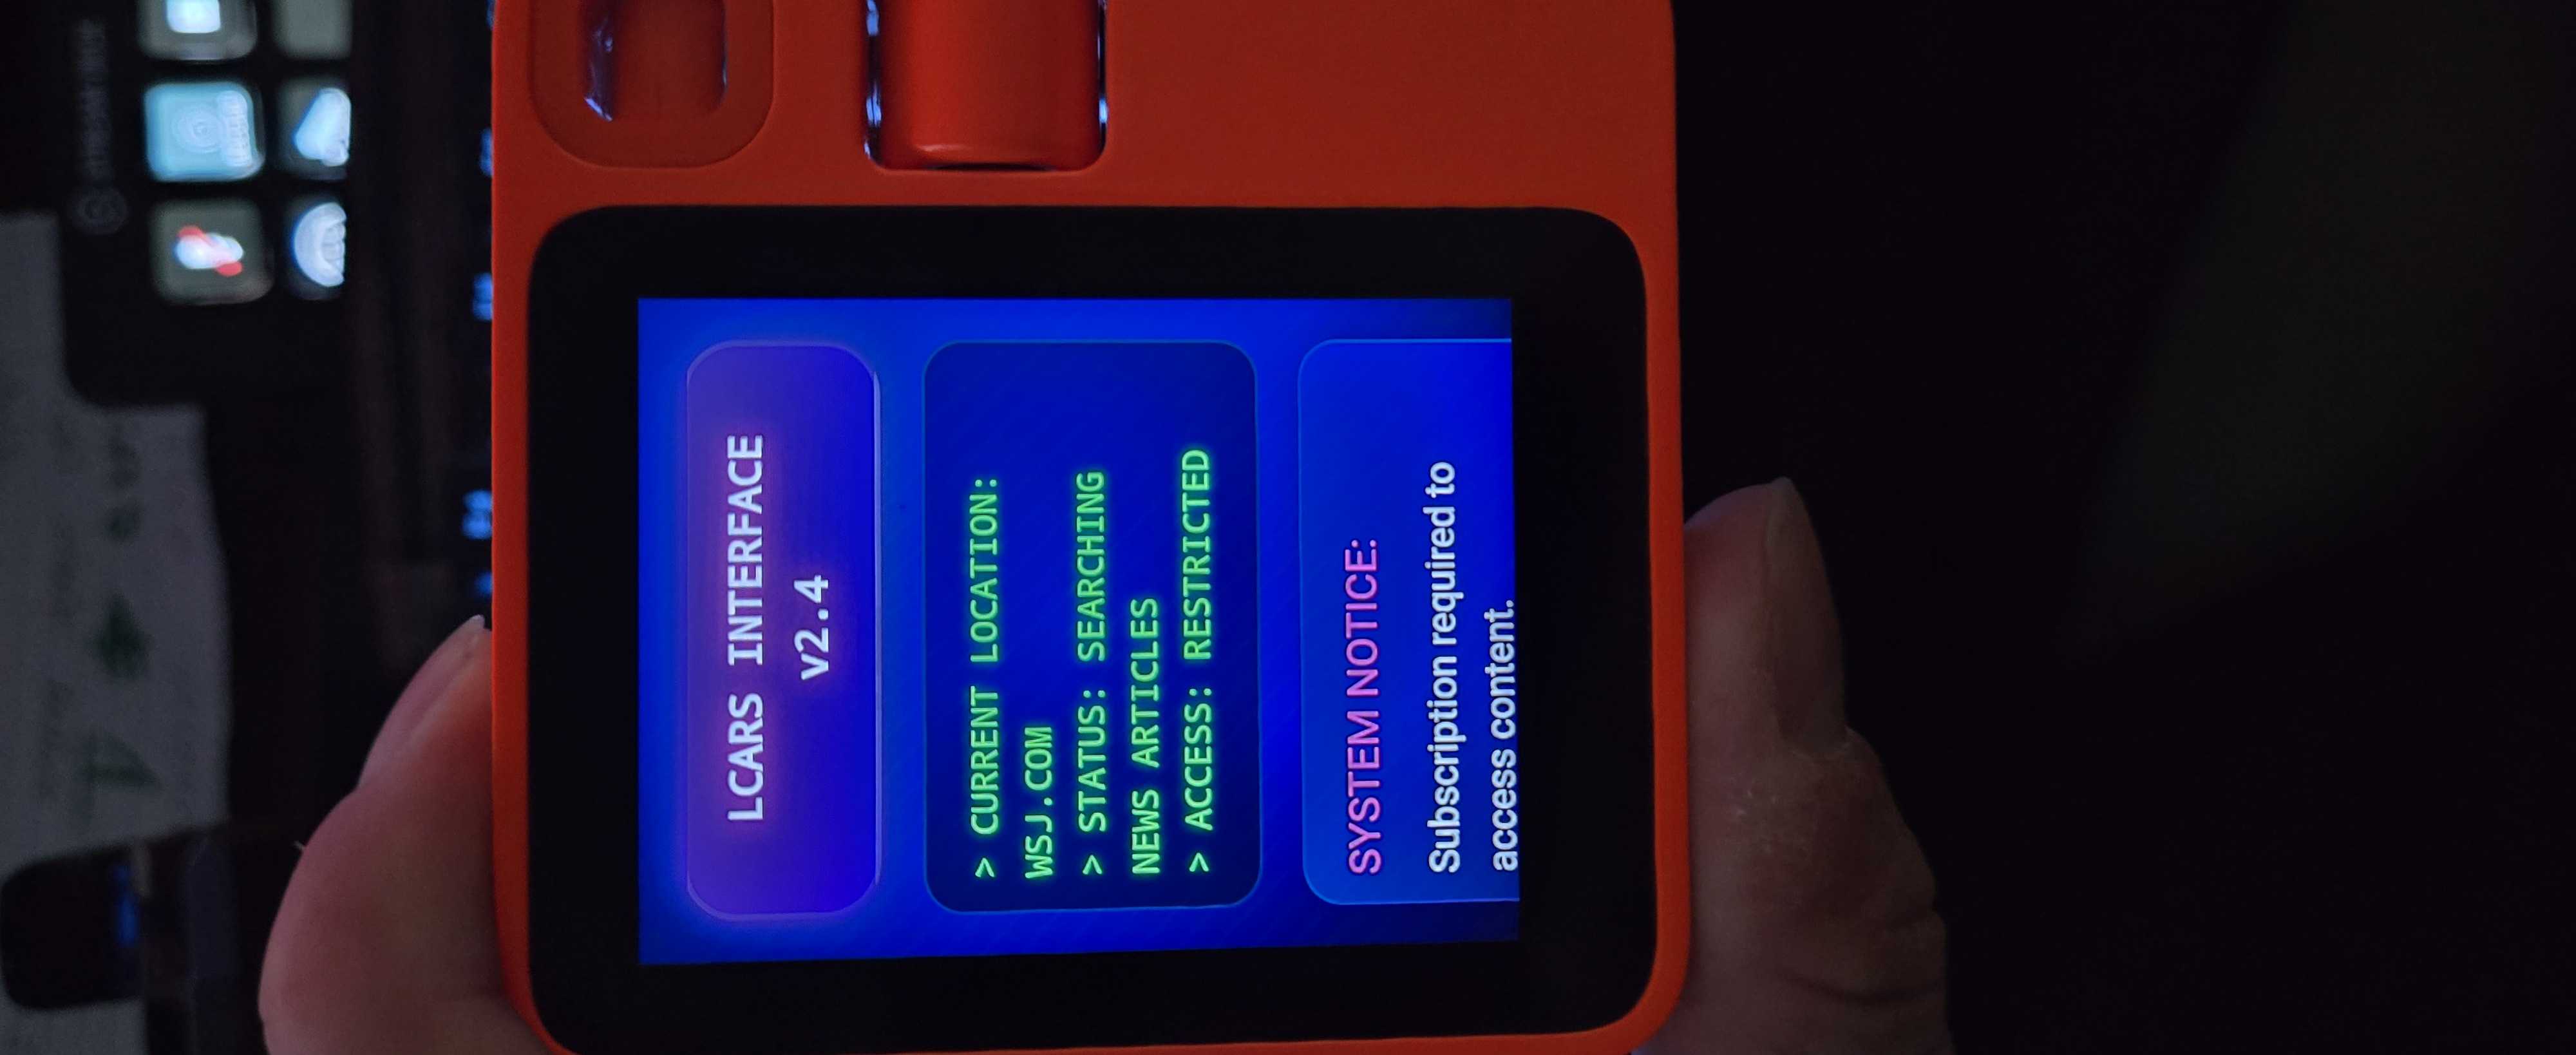 LCARS INTERFACE
v2.4
> CURRENT LOCATION:
WSJ.COM
> STATUS: SEARCHING
NEWS ARTICLES
> ACCESS: RESTRICTED
SYSTEM NOTICE:
Subscription required to
access content.